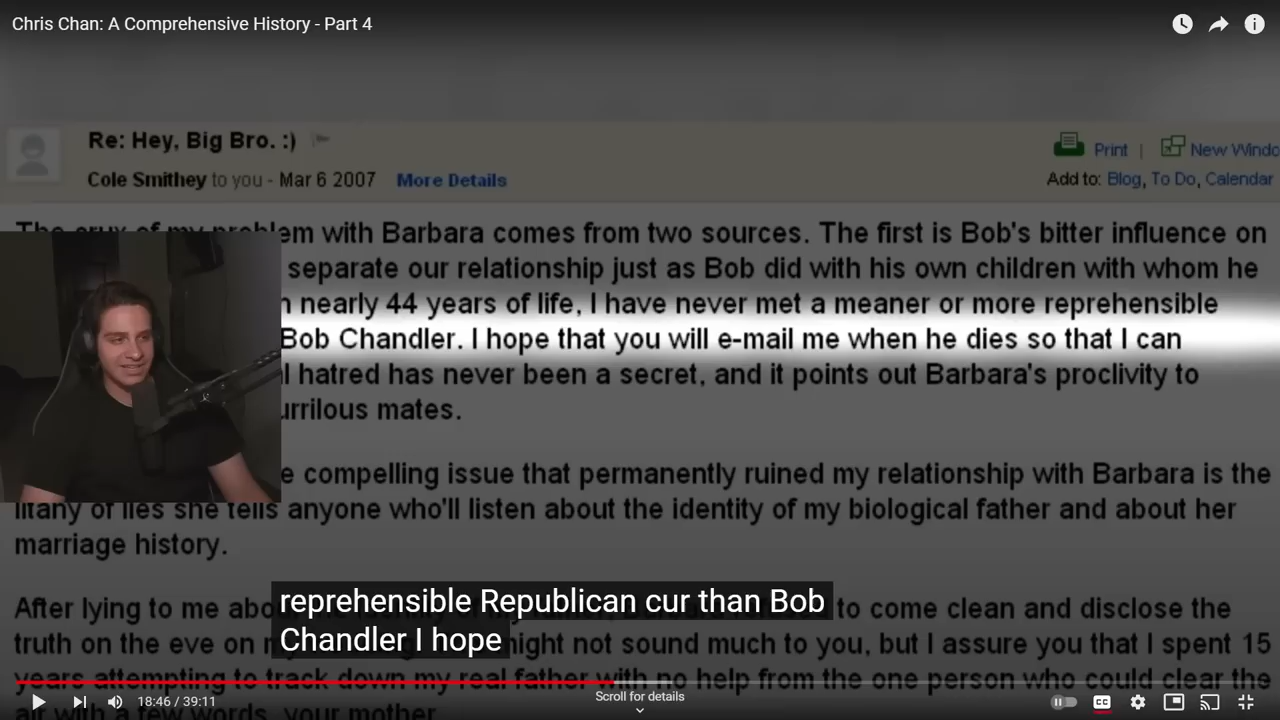 Chris Chan: A Comprehensive History - Part 4
Re: Hey, Big Bro. :)
Print | New Windo
Cole Smithey to you - Mar 6 2007 More Details
Add to: Blog, To Do, Calendar
The crux of my problem with Barbara comes from two sources. The first is Bob's bitter influence on
separate our relationship just as Bob did with his own children with whom he
n nearly 44 years of life, I have never met a meaner or more reprehensible
Bob Chandler. I hope that you will e-mail me when he dies so that I can
l hatred has never been a secret, and it points out Barbara's proclivity to
urrilous mates.
e compelling issue that permanently ruined my relationship with Barbara is the
litany of lies she tells anyone who'll listen about the identity of my biological father and about her
marriage history.
After lying to me abo to come clean and disclose the
truth on the eve on ight not sound much to you, but I assure you that I spent 15
years attempting to track down my real father with no help from the one person who could clear the
air with a few words, your mother.
reprehensible Republican cur than Bob
Chandler I hope
18:46 / 39:11
Scroll for details
CC